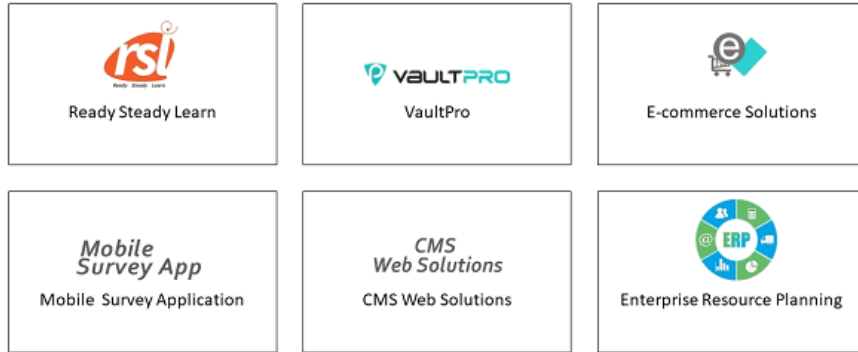 rsl
Ready Steady Learn
Ready Steady Learn
VAULTPRO
VaultPro
e
E-commerce Solutions
Mobile
Survey App
Mobile Survey Application
CMS
Web Solutions
CMS Web Solutions
@ ERP
Enterprise Resource Planning